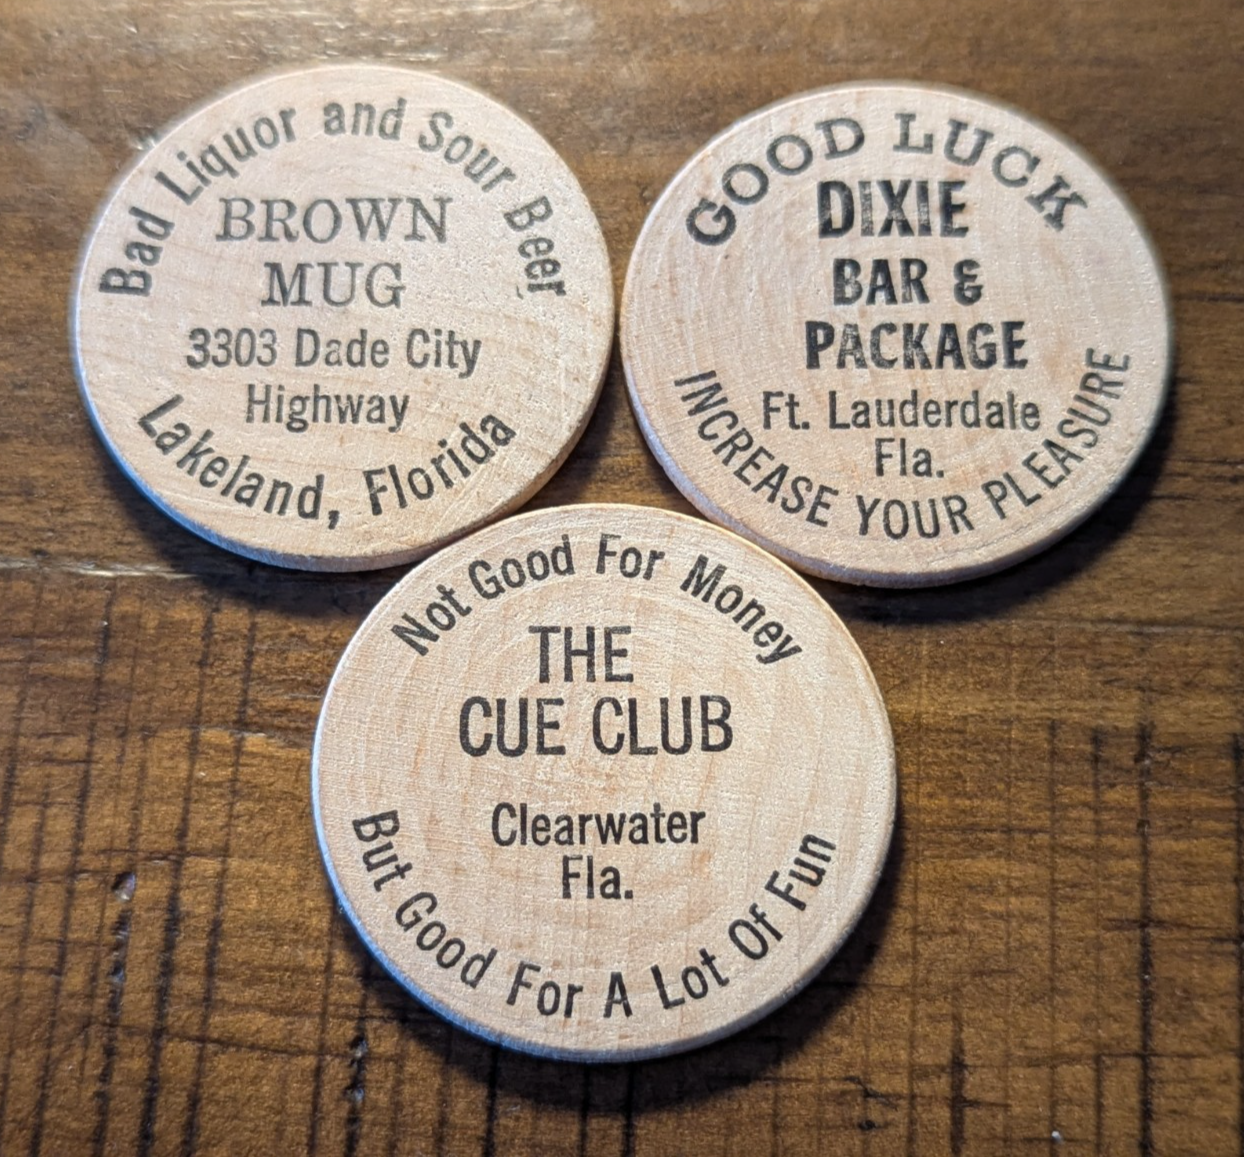 Bad Liquor and Sour Beer
BROWN
MUG
3303 Dade City
Highway
Lakeland, Florida
GOOD LUCK
DIXIE
BAR &
PACKAGE
Ft. Lauderdale
Fla.
INCREASE YOUR PLEASURE
Not Good For Money
THE
CUE CLUB
Clearwater
Fla.
But Good For A Lot Of Fun